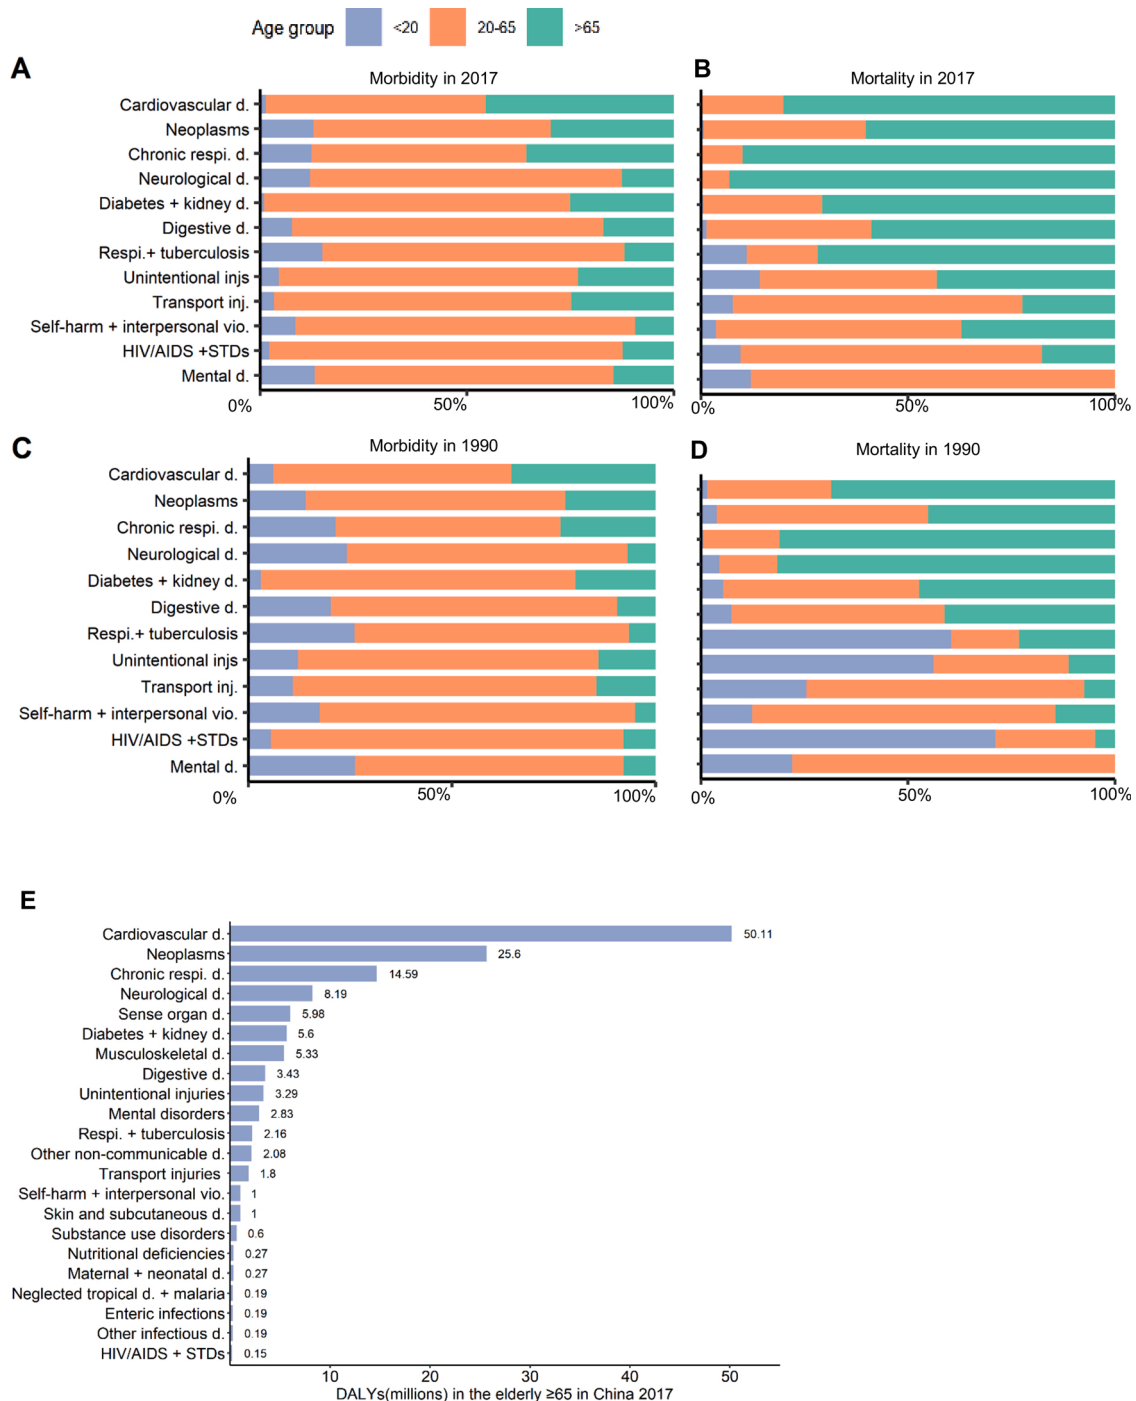 Age group <20 20-65 >65
A
Morbidity in 2017
Cardiovascular d.
Neoplasms
Chronic respi. d.
Neurological d.
Diabetes + kidney d.
Digestive d.
Respi.+ tuberculosis
Unintentional injs
Transport inj.
Self-harm + interpersonal vio.
HIV/AIDS +STDs
Mental d.
0% 50% 100%
B
Mortality in 2017
0% 50% 100%
C
Morbidity in 1990
Cardiovascular d.
Neoplasms
Chronic respi. d.
Neurological d.
Diabetes + kidney d.
Digestive d.
Respi.+ tuberculosis
Unintentional injs
Transport inj.
Self-harm + interpersonal vio.
HIV/AIDS +STDs
Mental d.
0% 50% 100%
D
Mortality in 1990
0% 50% 100%
E
Cardiovascular d. 50.11
Neoplasms 25.6
Chronic respi. d. 14.59
Neurological d. 8.19
Sense organ d. 5.98
Diabetes + kidney d. 5.6
Musculoskeletal d. 5.33
Digestive d. 3.43
Unintentional injuries 3.29
Mental disorders 2.83
Respi. + tuberculosis 2.16
Other non-communicable d. 2.08
Transport injuries 1.8
Self-harm + interpersonal vio. 1
Skin and subcutaneous d. 1
Substance use disorders 0.6
Nutritional deficiencies 0.27
Maternal + neonatal d. 0.27
Neglected tropical d. + malaria 0.19
Enteric infections 0.19
Other infectious d. 0.19
HIV/AIDS + STDs 0.15
10 20 30 40 50
DALYs(millions) in the elderly ≥65 in China 2017